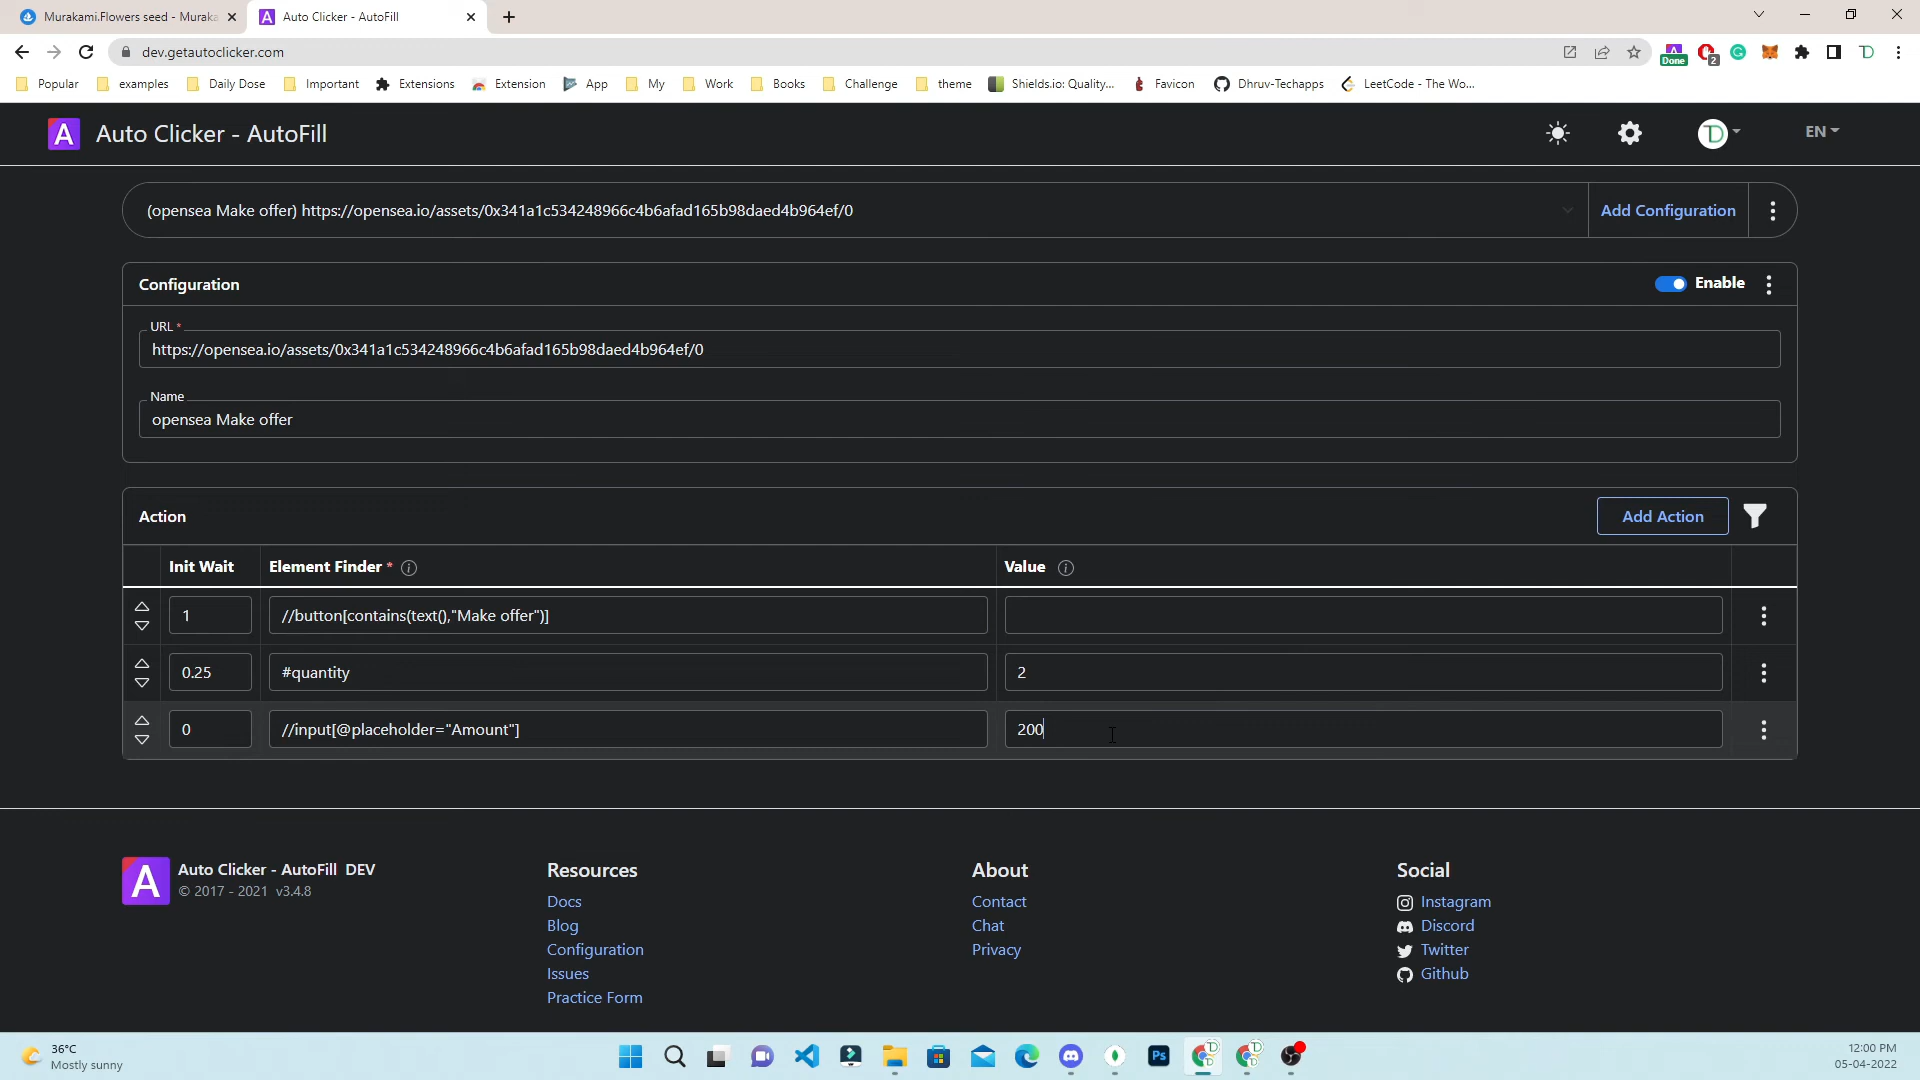 Murakami.Flowers seed - Muraka
Auto Clicker - AutoFill
dev.getautoclicker.com
Done
2
Popular
examples
Daily Dose
Important
Extensions
Extension
App
My
Work
Books
Challenge
theme
Shields.io: Quality...
Favicon
Dhruv-Techapps
LeetCode - The Wo...
A Auto Clicker - AutoFill
EN
(opensea Make offer) https://opensea.io/assets/0x341a1c534248966c4b6afad165b98daed4b964ef/0
Add Configuration
Configuration
Enable
URL *
https://opensea.io/assets/0x341a1c534248966c4b6afad165b98daed4b964ef/0
Name
opensea Make offer
Action
Add Action
Init Wait Element Finder * Value
1 //button[contains(text(),"Make offer")]
0.25 #quantity 2
0 //input[@placeholder="Amount"] 200
A Auto Clicker - AutoFill DEV
© 2017 - 2021 v3.4.8
Resources
Docs
Blog
Configuration
Issues
Practice Form
About
Contact
Chat
Privacy
Social
Instagram
Discord
Twitter
Github
36°C
Mostly sunny
Ps
12:00 PM
05-04-2022